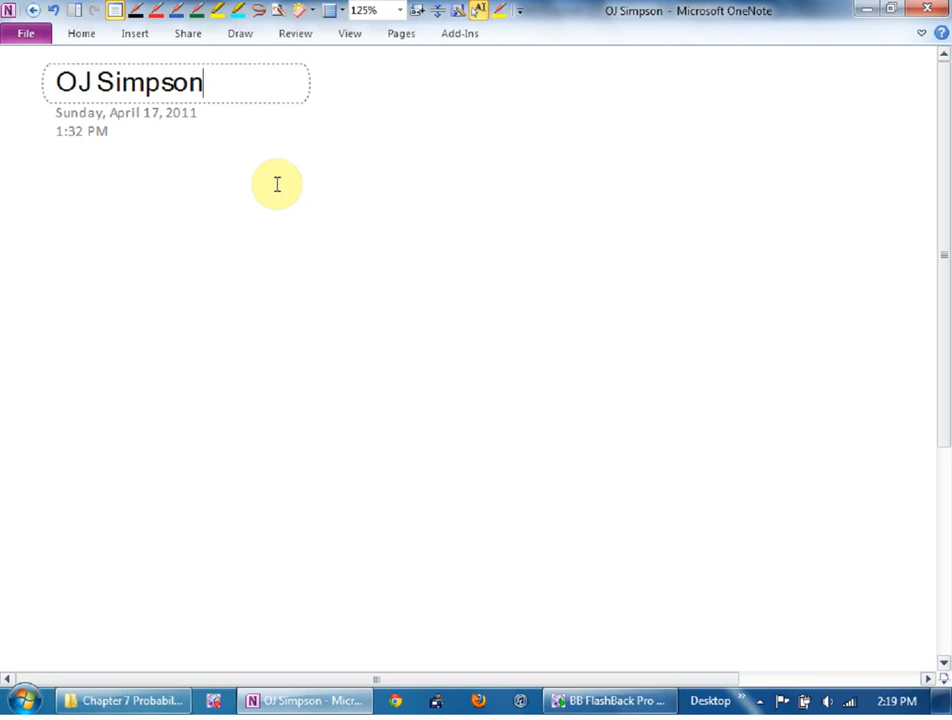 125%
OJ Simpson - Microsoft OneNote
File Home Insert Share Draw Review View Pages Add-Ins
OJ Simpson
Sunday, April 17, 2011
1:32 PM
Chapter 7 Probabil... OJ Simpson - Micr... BB FlashBack Pro ... Desktop 2:19 PM